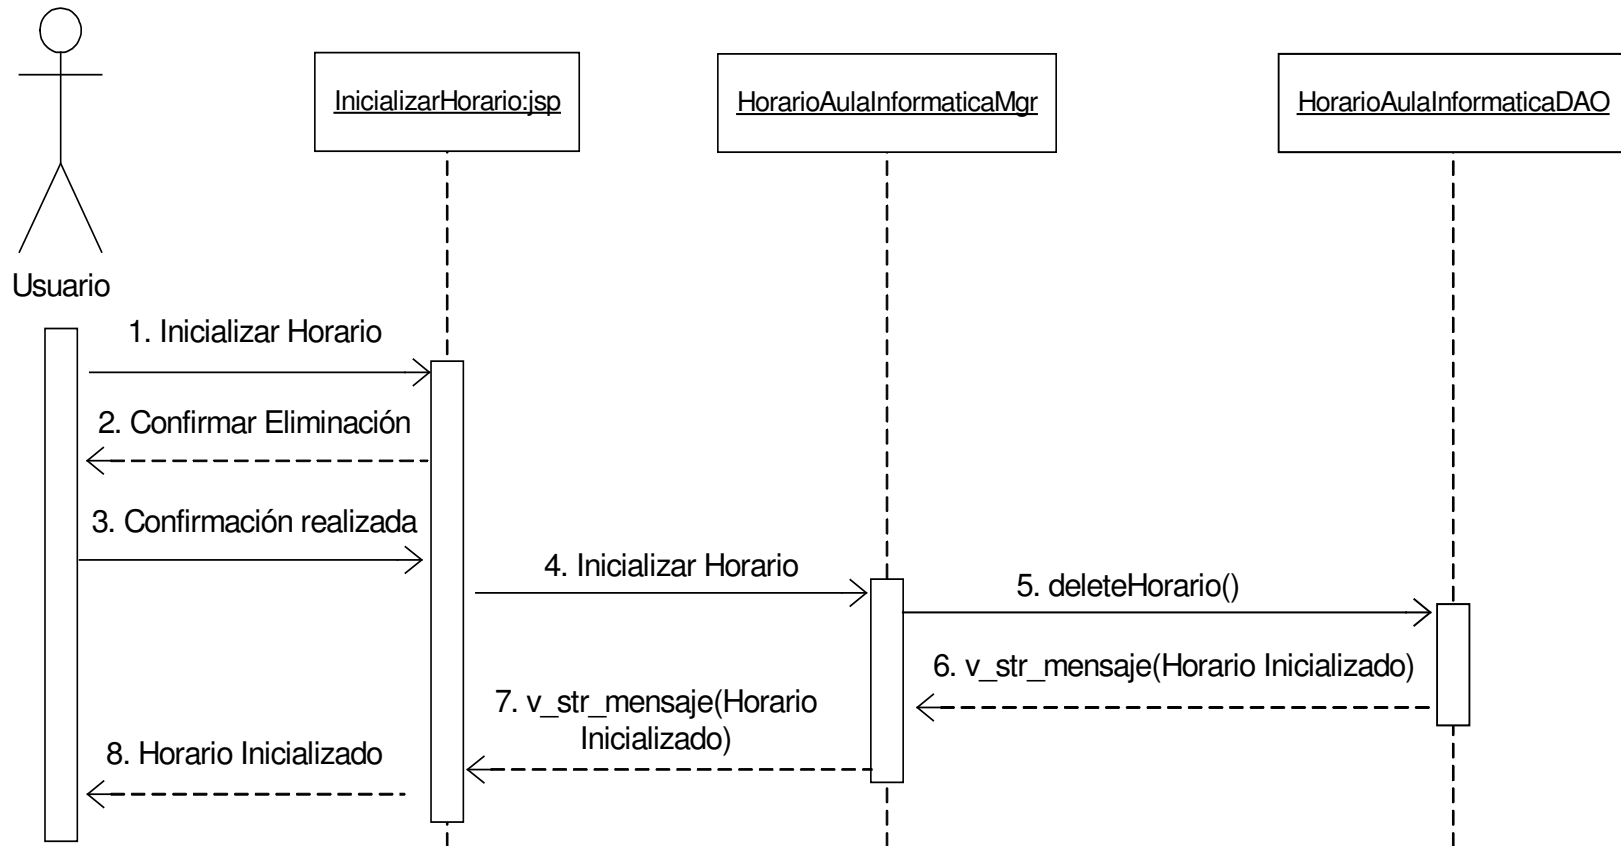 InicializarHorario:jsp
HorarioAulaInformaticaMgr
HorarioAulaInformaticaDAO
Usuario
1. Inicializar Horario
2. Confirmar Eliminación
3. Confirmación realizada
4. Inicializar Horario
5. deleteHorario()
6. v_str_mensaje(Horario Inicializado)
7. v_str_mensaje(Horario
Inicializado)
8. Horario Inicializado